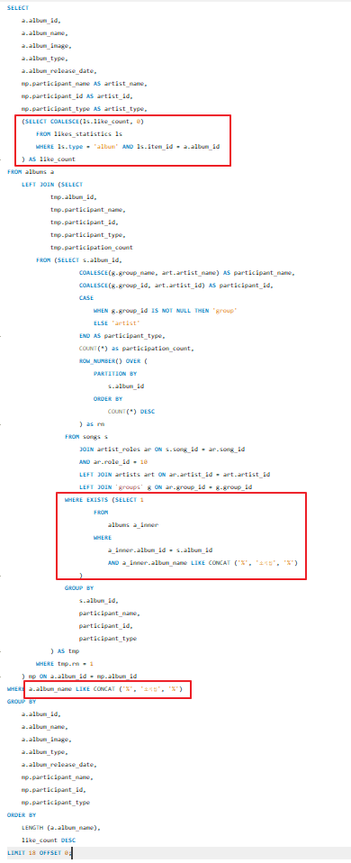 SELECT
a.album_id,
a.album_name,
a.album_image,
a.album_type,
a.album_release_date,
mp.participant_name AS artist_name,
mp.participant_id AS artist_id,
mp.participant_type AS artist_type,
(SELECT COALESCE(ls.like_count, 0)
FROM likes_statistics ls
WHERE ls.type = 'album' AND ls.item_id = a.album_id
) AS like_count
FROM albums a
LEFT JOIN (SELECT
tmp.album_id,
tmp.participant_name,
tmp.participant_id,
tmp.participant_type,
tmp.participation_count
FROM (SELECT s.album_id,
COALESCE(g.group_name, art.artist_name) AS participant_name,
COALESCE(g.group_id, art.artist_id) AS participant_id,
CASE
WHEN g.group_id IS NOT NULL THEN 'group'
ELSE 'artist'
END AS participant_type,
COUNT(*) as participation_count,
ROW_NUMBER() OVER (
PARTITION BY
s.album_id
ORDER BY
COUNT(*) DESC
) as rn
FROM songs s
JOIN artist_roles ar ON s.song_id = ar.song_id
AND ar.role_id = 10
LEFT JOIN artists art ON ar.artist_id = art.artist_id
LEFT JOIN `groups` g ON ar.group_id = g.group_id
WHERE EXISTS (SELECT 1
FROM
albums a_inner
WHERE
a_inner.album_id = s.album_id
AND a_inner.album_name LIKE CONCAT ('%', '%')
)
GROUP BY
s.album_id,
participant_name,
participant_id,
participant_type
) AS tmp
WHERE tmp.rn = 1
) mp ON a.album_id = mp.album_id
WHERE a.album_name LIKE CONCAT ('%', '%')
GROUP BY
a.album_id,
a.album_name,
a.album_image,
a.album_type,
a.album_release_date,
mp.participant_name,
mp.participant_id,
mp.participant_type
ORDER BY
LENGTH (a.album_name),
like_count DESC
LIMIT 18 OFFSET 0;